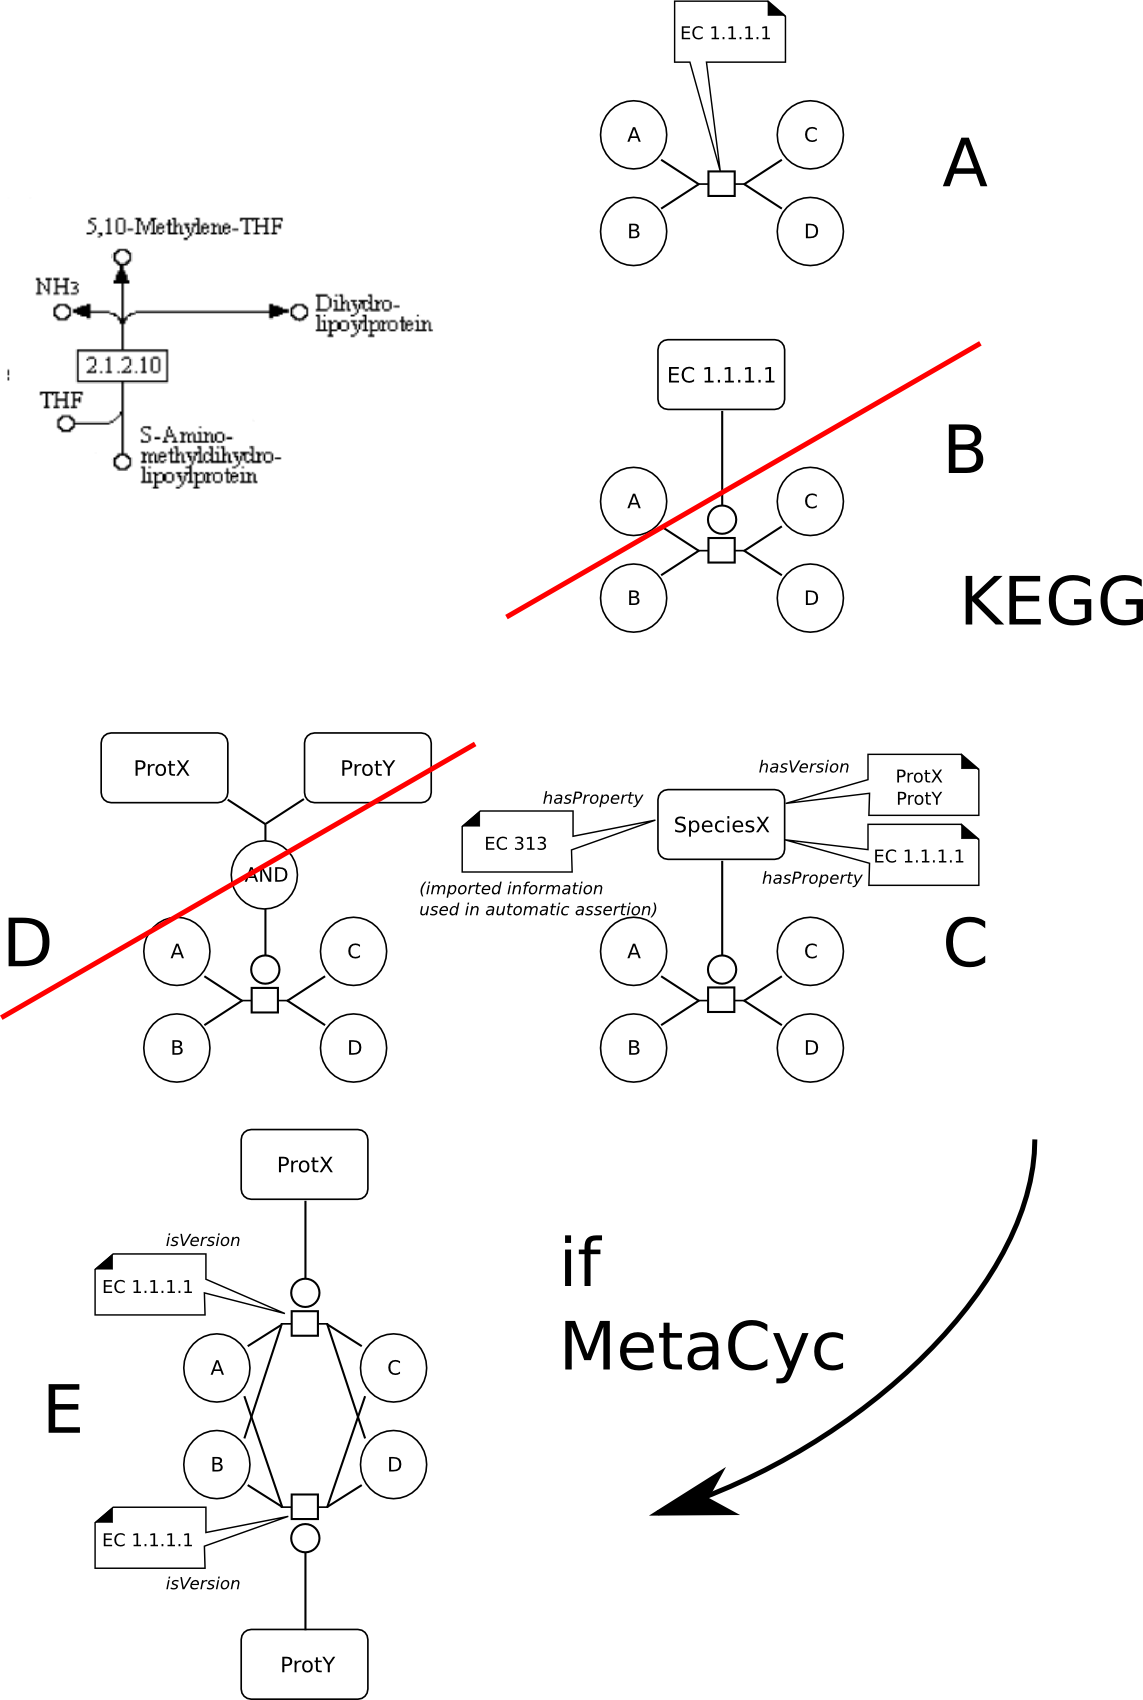 EC 1.1.1.1
A
C
B
D
A
5,10-Methylene-THF
NH3
Dihydro-
lipoylprotein
2.1.2.10
THF
S-Amino-
methyldihydro-
lipoylprotein
EC 1.1.1.1
A
C
B
D
B
KEGG
ProtX
ProtY
AND
A
C
B
D
D
hasVersion
ProtX
ProtY
hasProperty
SpeciesX
EC 313
EC 1.1.1.1
hasProperty
(imported information
used in automatic assertion)
A
C
B
D
C
ProtX
isVersion
EC 1.1.1.1
A
C
B
D
E
EC 1.1.1.1
isVersion
ProtY
if
MetaCyc